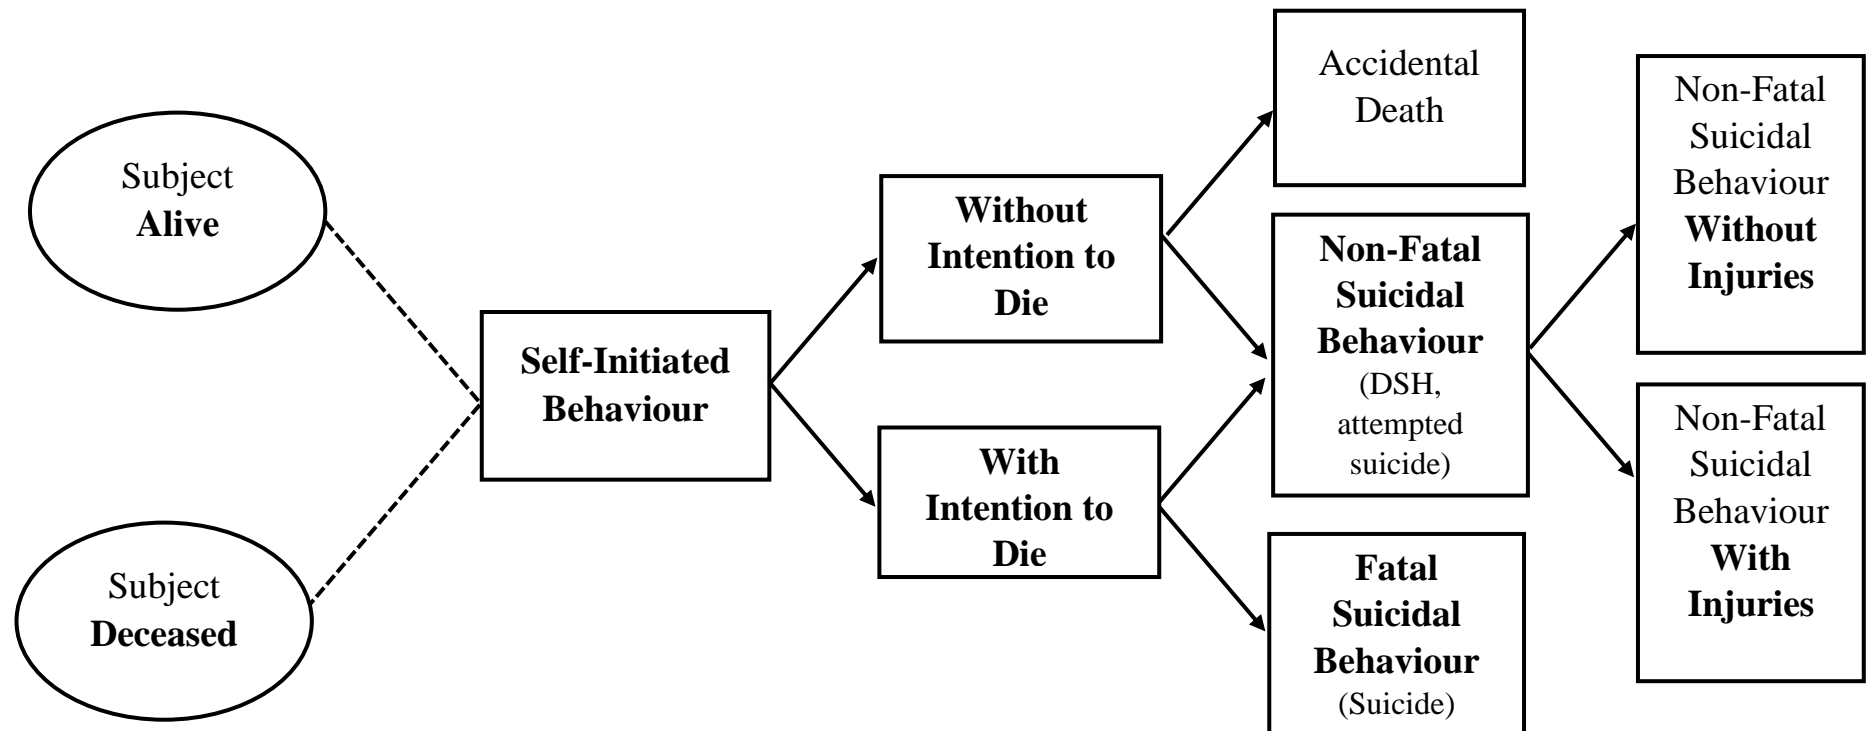 Subject
Alive
Subject
Deceased
Self-Initiated
Behaviour
Without
Intention to
Die
With
Intention to
Die
Accidental
Death
Non-Fatal
Suicidal
Behaviour
(DSH,
attempted
suicide)
Fatal
Suicidal
Behaviour
(Suicide)
Non-Fatal
Suicidal
Behaviour
Without
Injuries
Non-Fatal
Suicidal
Behaviour
With
Injuries